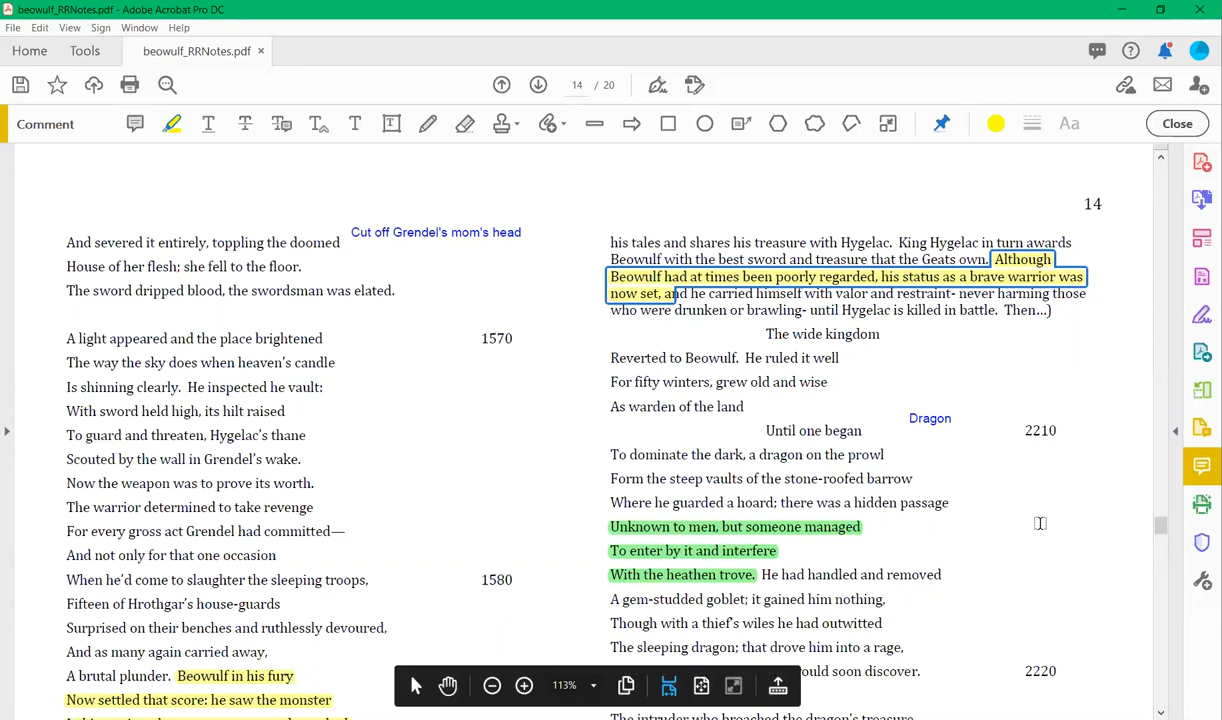 beowulf_RRNotes.pdf - Adobe Acrobat Pro DC
File Edit View Sign Window Help
Home Tools beowulf_RRNotes.pdf ×
14 / 20
Comment
Aa
Close
14
And severed it entirely, toppling the doomed
Cut off Grendel's mom's head
House of her flesh; she fell to the floor.
The sword dripped blood, the swordsman was elated.
A light appeared and the place brightened 1570
The way the sky does when heaven's candle
Is shinning clearly. He inspected he vault:
With sword held high, its hilt raised
To guard and threaten, Hygelac's thane
Scouted by the wall in Grendel's wake.
Now the weapon was to prove its worth.
The warrior determined to take revenge
For every gross act Grendel had committed—
And not only for that one occasion
When he'd come to slaughter the sleeping troops, 1580
Fifteen of Hrothgar's house-guards
Surprised on their benches and ruthlessly devoured,
And as many again carried away,
A brutal plunder. Beowulf in his fury
Now settled that score: he saw the monster
his tales and shares his treasure with Hygelac. King Hygelac in turn awards
Beowulf with the best sword and treasure that the Geats own. Although
Beowulf had at times been poorly regarded, his status as a brave warrior was
now set, and he carried himself with valor and restraint- never harming those
who were drunken or brawling- until Hygelac is killed in battle. Then...)
The wide kingdom
Reverted to Beowulf. He ruled it well
For fifty winters, grew old and wise
As warden of the land
Dragon
Until one began 2210
To dominate the dark, a dragon on the prowl
Form the steep vaults of the stone-roofed barrow
Where he guarded a hoard; there was a hidden passage
Unknown to men, but someone managed
To enter by it and interfere
With the heathen trove. He had handled and removed
A gem-studded goblet; it gained him nothing,
Though with a thief's wiles he had outwitted
The sleeping dragon; that drove him into a rage,
would soon discover. 2220
The intruder who broached the dragon's treasure
113%